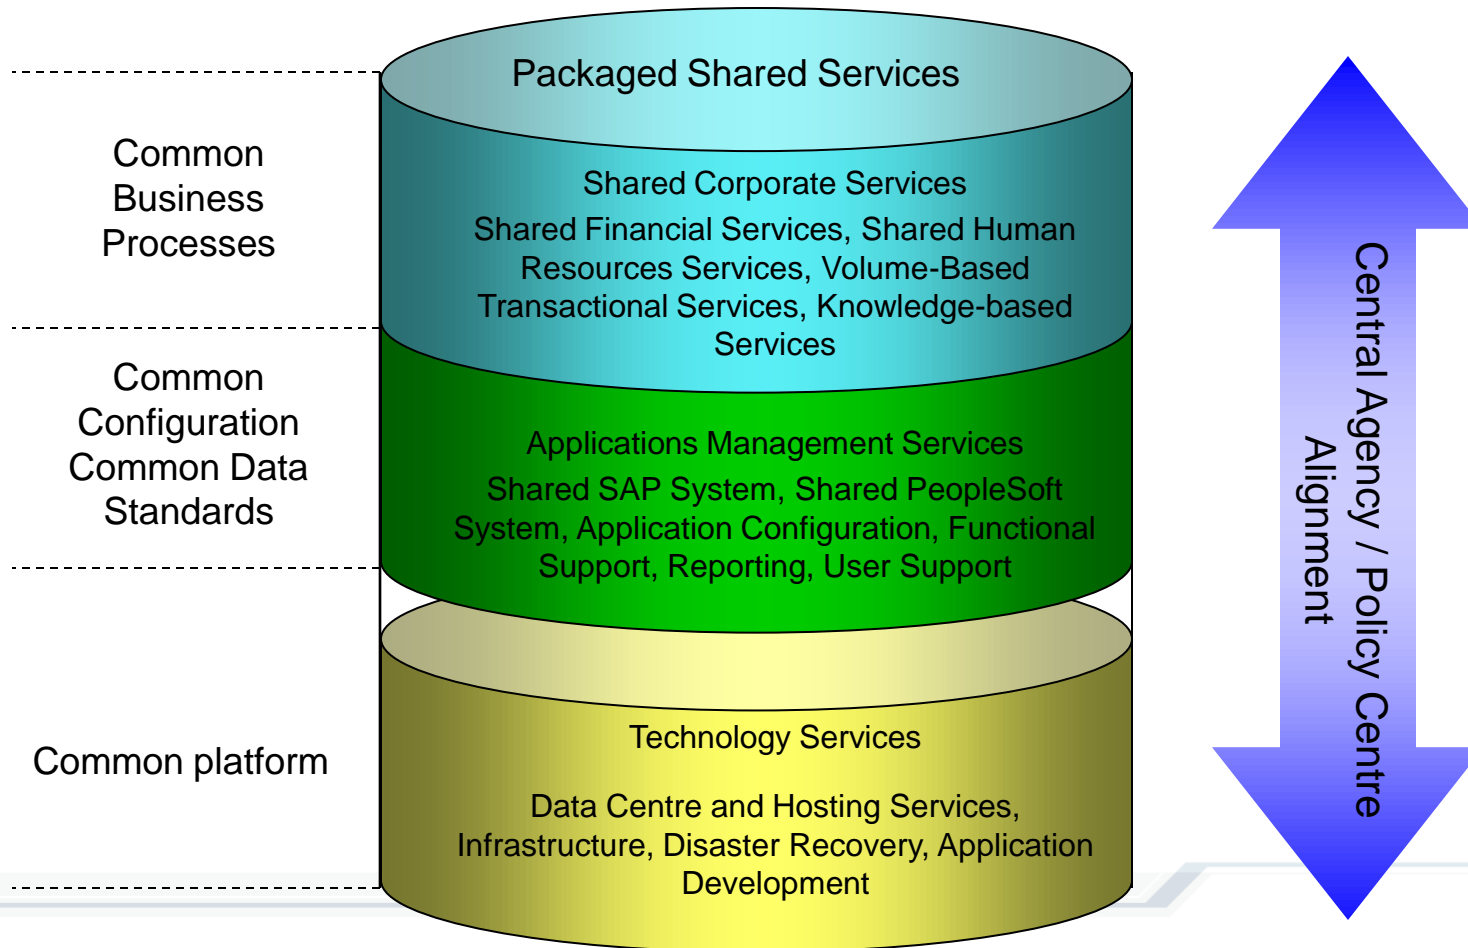 Packaged Shared Services
Common
Business
Processes
Shared Corporate Services
Shared Financial Services, Shared Human
Resources Services, Volume-Based
Transactional Services, Knowledge-based
Services
Common
Configuration
Common Data
Standards
Applications Management Services
Shared SAP System, Shared PeopleSoft
System, Application Configuration, Functional
Support, Reporting, User Support
Common platform
Technology Services
Data Centre and Hosting Services,
Infrastructure, Disaster Recovery, Application
Development
Central Agency / Policy Centre
Alignment